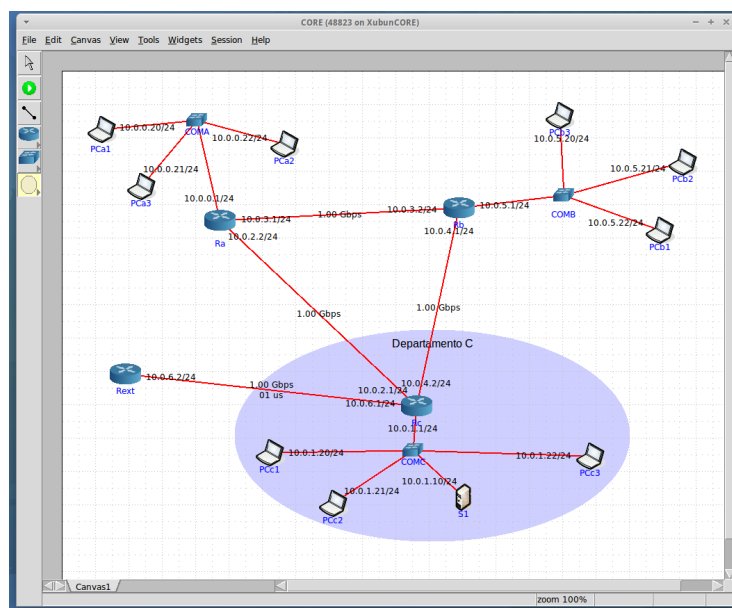 CORE (48823 on XubunCORE)
File Edit Canvas View Tools Widgets Session Help
10.0.0.20/24
COMA
PCa1
10.0.0.22/24
PCa2
10.0.0.21/24
PCa3
10.0.0.1/24
PCb3
10.0.5.20/24
10.0.5.21/24
PCb2
10.0.5.1/24
COMB
10.0.5.22/24
PCb1
10.0.3.1/24
1.00 Gbps
10.0.3.2/24
Ra
10.0.2.2/24
Rb
10.0.4.1/24
1.00 Gbps
1.00 Gbps
Departamento C
10.0.6.2/24
Rext
1.00 Gbps
01 us
10.0.2.1/24
10.0.4.2/24
10.0.6.1/24
Rc
10.0.1.1/24
10.0.1.20/24
PCc1
COMC
10.0.1.22/24
PCc3
10.0.1.21/24
PCc2
10.0.1.10/24
S1
Canvas1
zoom 100%